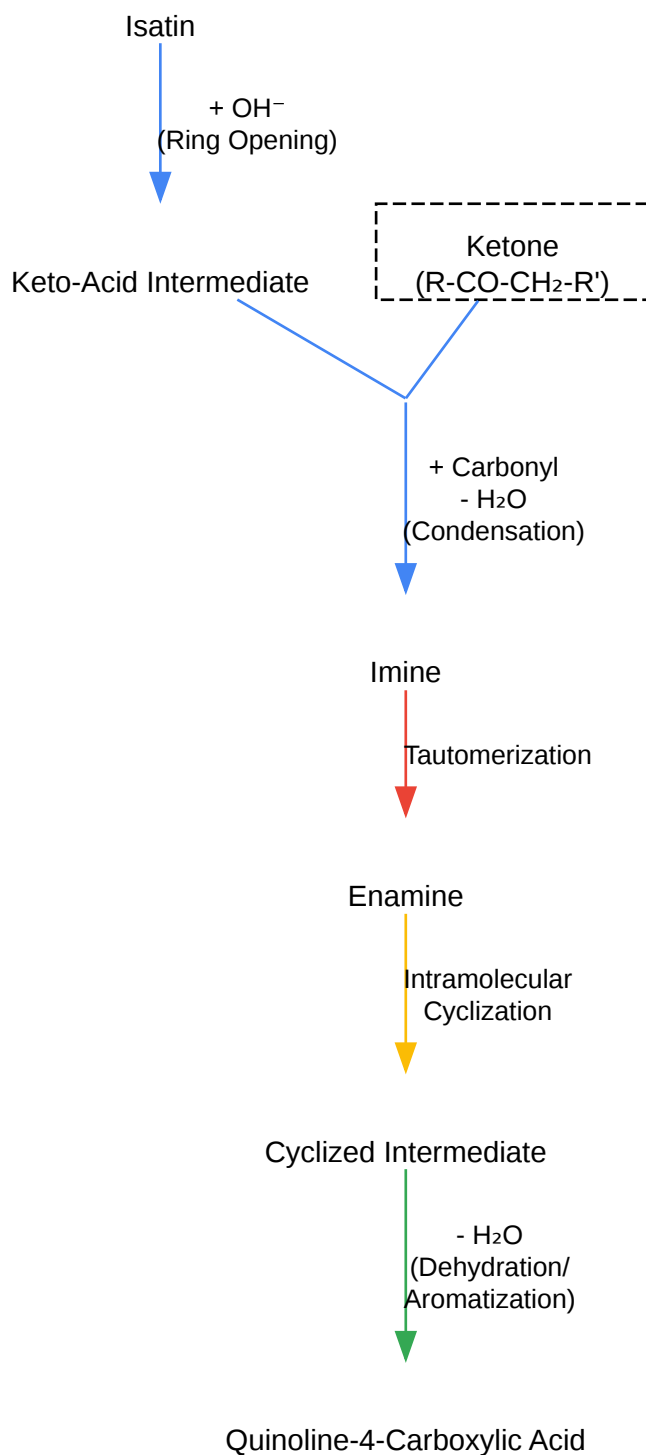 Isatin
+ OH⁻
(Ring Opening)
Keto-Acid Intermediate
Ketone
(R-CO-CH₂-R')
+ Carbonyl
- H₂O
(Condensation)
Imine
Tautomerization
Enamine
Intramolecular
Cyclization
Cyclized Intermediate
- H₂O
(Dehydration/
Aromatization)
Quinoline-4-Carboxylic Acid